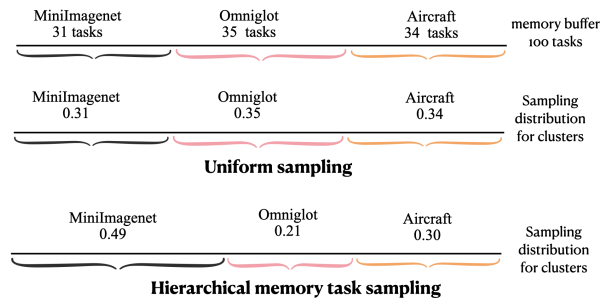 MiniImagenet Omniglot Aircraft memory buffer
31 tasks 35 tasks 34 tasks 100 tasks
MiniImagenet Omniglot Aircraft Sampling
0.31 0.35 0.34 distribution
for clusters
Uniform sampling
MiniImagenet Omniglot Aircraft Sampling
0.49 0.21 0.30 distribution
for clusters
Hierarchical memory task sampling